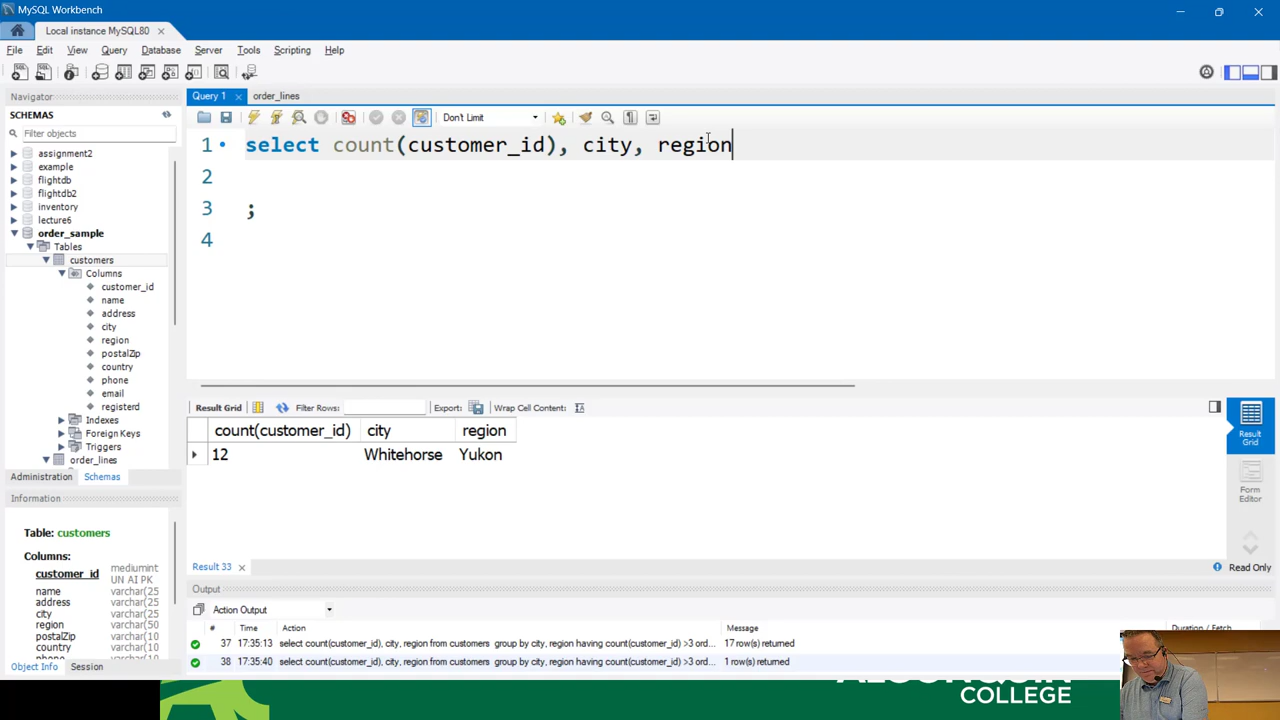 MySQL Workbench
Local instance MySQL80
File Edit View Query Database Server Tools Scripting Help
Navigator
SCHEMAS
Filter objects
assignment2
example
flightdb
flightdb2
inventory
lecture6
order_sample
Tables
customers
Columns
customer_id
name
address
city
region
postalZip
country
phone
email
registerd
Indexes
Foreign Keys
Triggers
order_lines
Administration Schemas
Information
Table: customers
Columns:
customer_id mediumint
UN AI PK
name varchar(25
address varchar(25
city varchar(25
region varchar(50
postalZip varchar(10
country varchar(10
Object Info Session
Query 1 order_lines
Don't Limit
1 select count(customer_id), city, region
2
3 ;
4
Result Grid Filter Rows: Export: Wrap Cell Content:
count(customer_id) city region
12 Whitehorse Yukon
Result Grid
Form Editor
Result 33
Read Only
Output
Action Output
# Time Action Message Duration / Fetch
37 17:35:13 select count(customer_id), city, region from customers group by city, region having count(customer_id) >3 ord... 17 row(s) returned
38 17:35:40 select count(customer_id), city, region from customers group by city, region having count(customer_id) >3 ord... 1 row(s) returned
COLLEGE